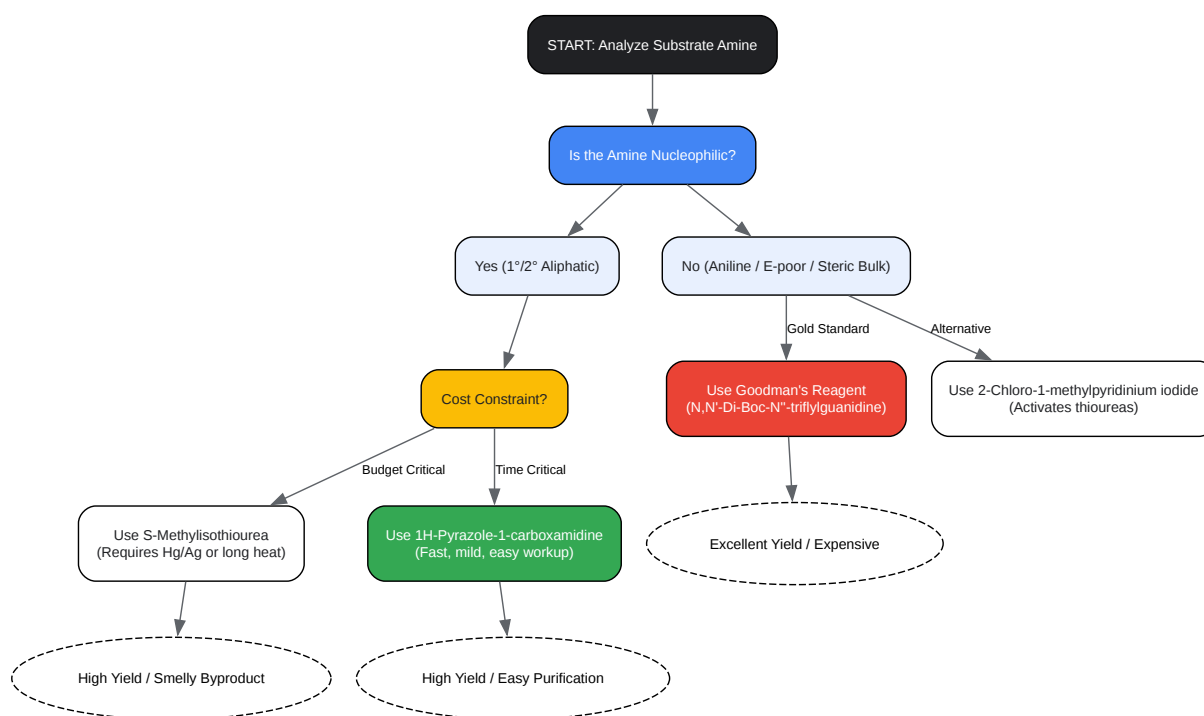 START: Analyze Substrate Amine
Is the Amine Nucleophilic?
Yes (1°/2° Aliphatic)
No (Aniline / E-poor / Steric Bulk)
Gold Standard
Alternative
Cost Constraint?
Use Goodman's Reagent
(N,N'-Di-Boc-N''-triflylguanidine)
Use 2-Chloro-1-methylpyridinium iodide
(Activates thioureas)
Budget Critical
Time Critical
Use S-Methylisothiourea
(Requires Hg/Ag or long heat)
Use 1H-Pyrazole-1-carboxamidine
(Fast, mild, easy workup)
Excellent Yield / Expensive
High Yield / Smelly Byproduct
High Yield / Easy Purification